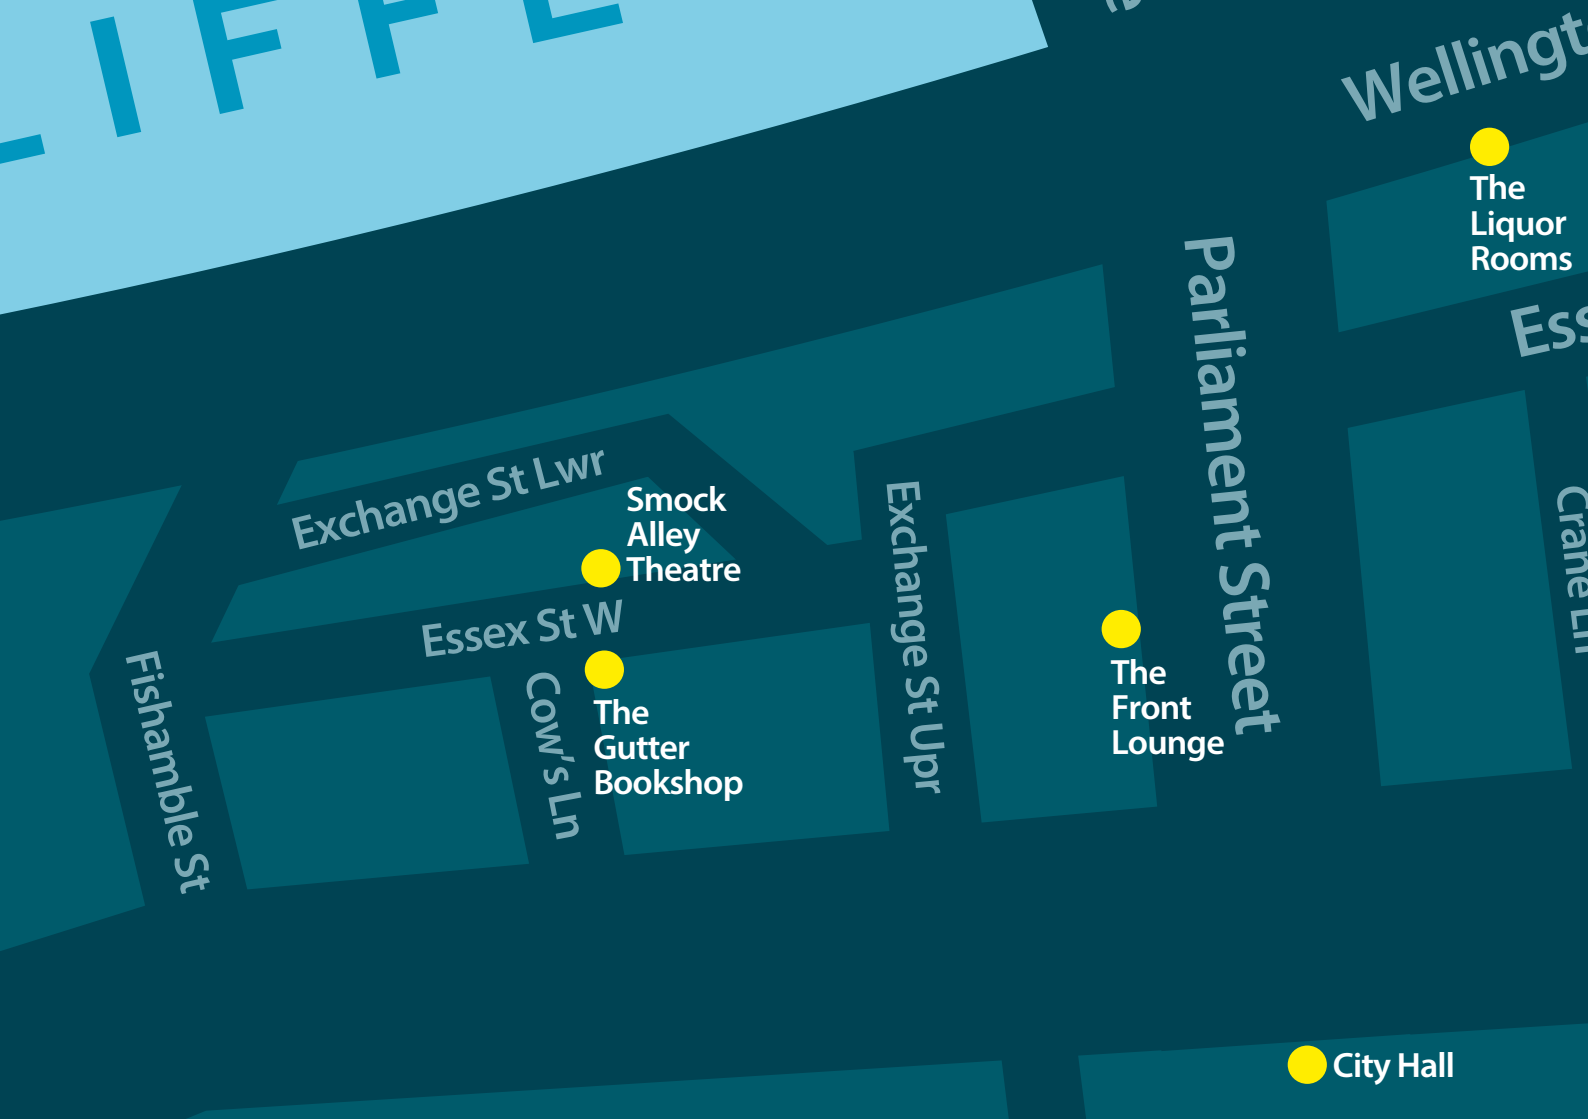 LIFFE
Wellingt
The
Liquor
Rooms
Parliament Street
Ess
Exchange St Lwr
Smock
Alley
Theatre
Exchange St Upr
Crane Ln
Essex St W
The
Front
Lounge
Fishamble St
Cow's Ln
The
Gutter
Bookshop
City Hall